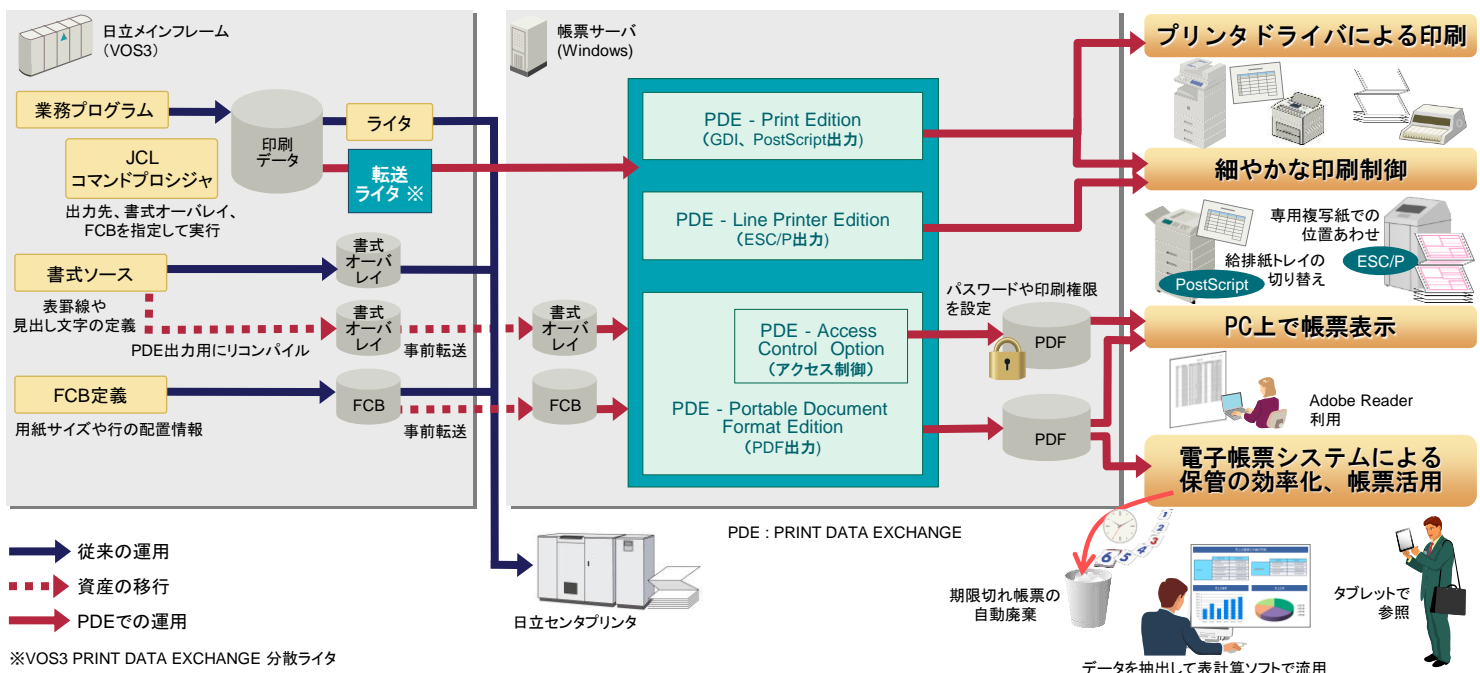 日立メインフレーム
（VOS3）
業務プログラム
JCL
コマンドプロシジャ
出力先、書式オーバレイ、
FCBを指定して実行
印刷
データ
ライタ
転送
ライタ ※
書式ソース
表罫線や
見出し文字の定義
書式
オーバ
レイ
PDE出力用にリコンパイル
書式
オーバ
レイ
事前転送
FCB定義
用紙サイズや行の配置情報
FCB
事前転送
帳票サーバ
(Windows)
書式
オーバ
レイ
FCB
PDE - Print Edition
(GDI、PostScript出力)
PDE - Line Printer Edition
(ESC/P出力)
PDE - Access
Control Option
(アクセス制御)
PDE - Portable Document
Format Edition
(PDF出力)
パスワードや印刷権限
を設定
PDF
PDF
プリンタドライバによる印刷
細やかな印刷制御
専用複写紙での
位置あわせ
ESC/P
給排紙トレイの
切り替え
PostScript
PC上で帳票表示
Adobe Reader
利用
電子帳票システムによる
保管の効率化、帳票活用
PDE : PRINT DATA EXCHANGE
従来の運用
資産の移行
PDEでの運用
※VOS3 PRINT DATA EXCHANGE 分散ライタ
日立センタプリンタ
1
2
3
4
5
6
期限切れ帳票の
自動廃棄
データを抽出して表計算ソフトで流用
タブレットで
参照